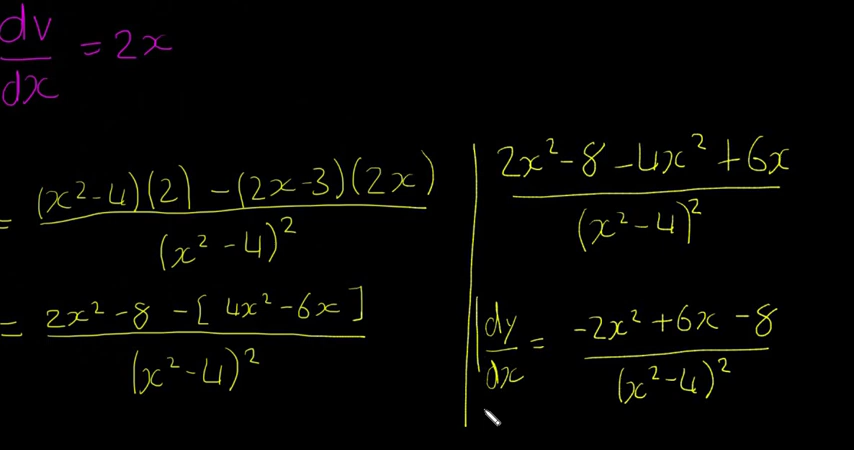 dv/dx = 2x
= (x² - 4)(2) - (2x - 3)(2x) / (x² - 4)²
= 2x² - 8 - [4x² - 6x] / (x² - 4)²
2x² - 8 - 4x² + 6x / (x² - 4)²
dy/dx = -2x² + 6x - 8 / (x² - 4)²